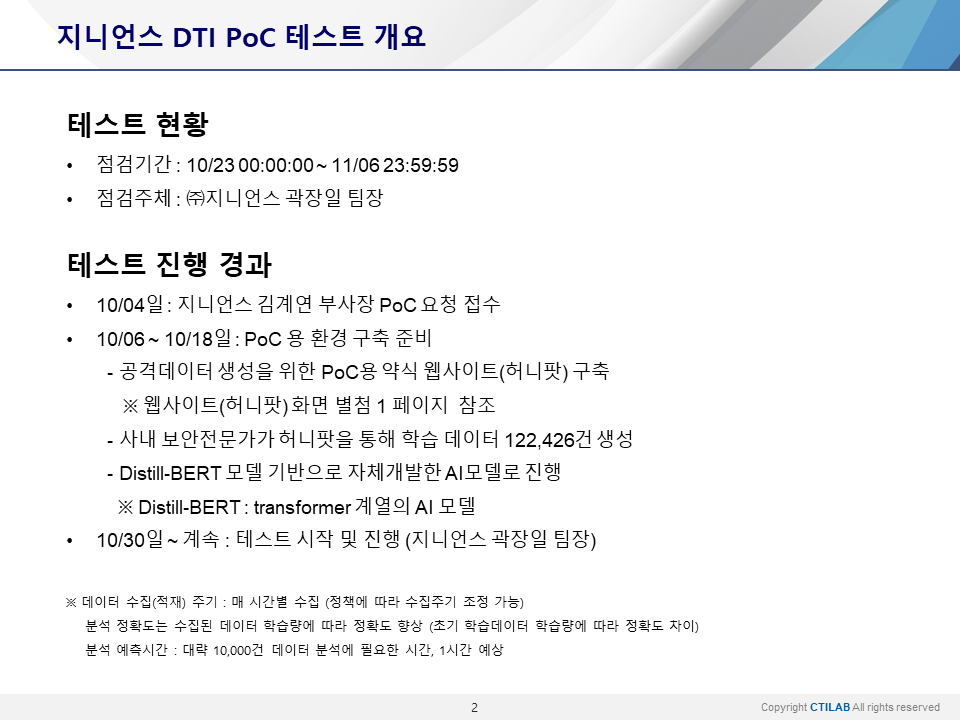 지니언스 DTI PoC 테스트 개요
테스트 현황
• 점검기간 : 10/23 00:00:00 ~ 11/06 23:59:59
• 점검주체 : ㈜지니언스 곽장일 팀장
테스트 진행 경과
• 10/04일 : 지니언스 김계연 부사장 PoC 요청 접수
• 10/06 ~ 10/18일 : PoC 용 환경 구축 준비
- 공격데이터 생성을 위한 PoC용 약식 웹사이트(허니팟) 구축
※ 웹사이트(허니팟) 화면 별첨 1 페이지 참조
- 사내 보안전문가가 허니팟을 통해 학습 데이터 122,426건 생성
- Distill-BERT 모델 기반으로 자체개발한 AI모델로 진행
※ Distill-BERT : transformer 계열의 AI 모델
• 10/30일 ~ 계속 : 테스트 시작 및 진행 (지니언스 곽장일 팀장)
※ 데이터 수집(적재) 주기 : 매 시간별 수집 (정책에 따라 수집주기 조정 가능)
분석 정확도는 수집된 데이터 학습량에 따라 정확도 향상 (초기 학습데이터 학습량에 따라 정확도 차이)
분석 예측시간 : 대략 10,000건 데이터 분석에 필요한 시간, 1시간 예상
2
Copyright CTILAB All rights reserved